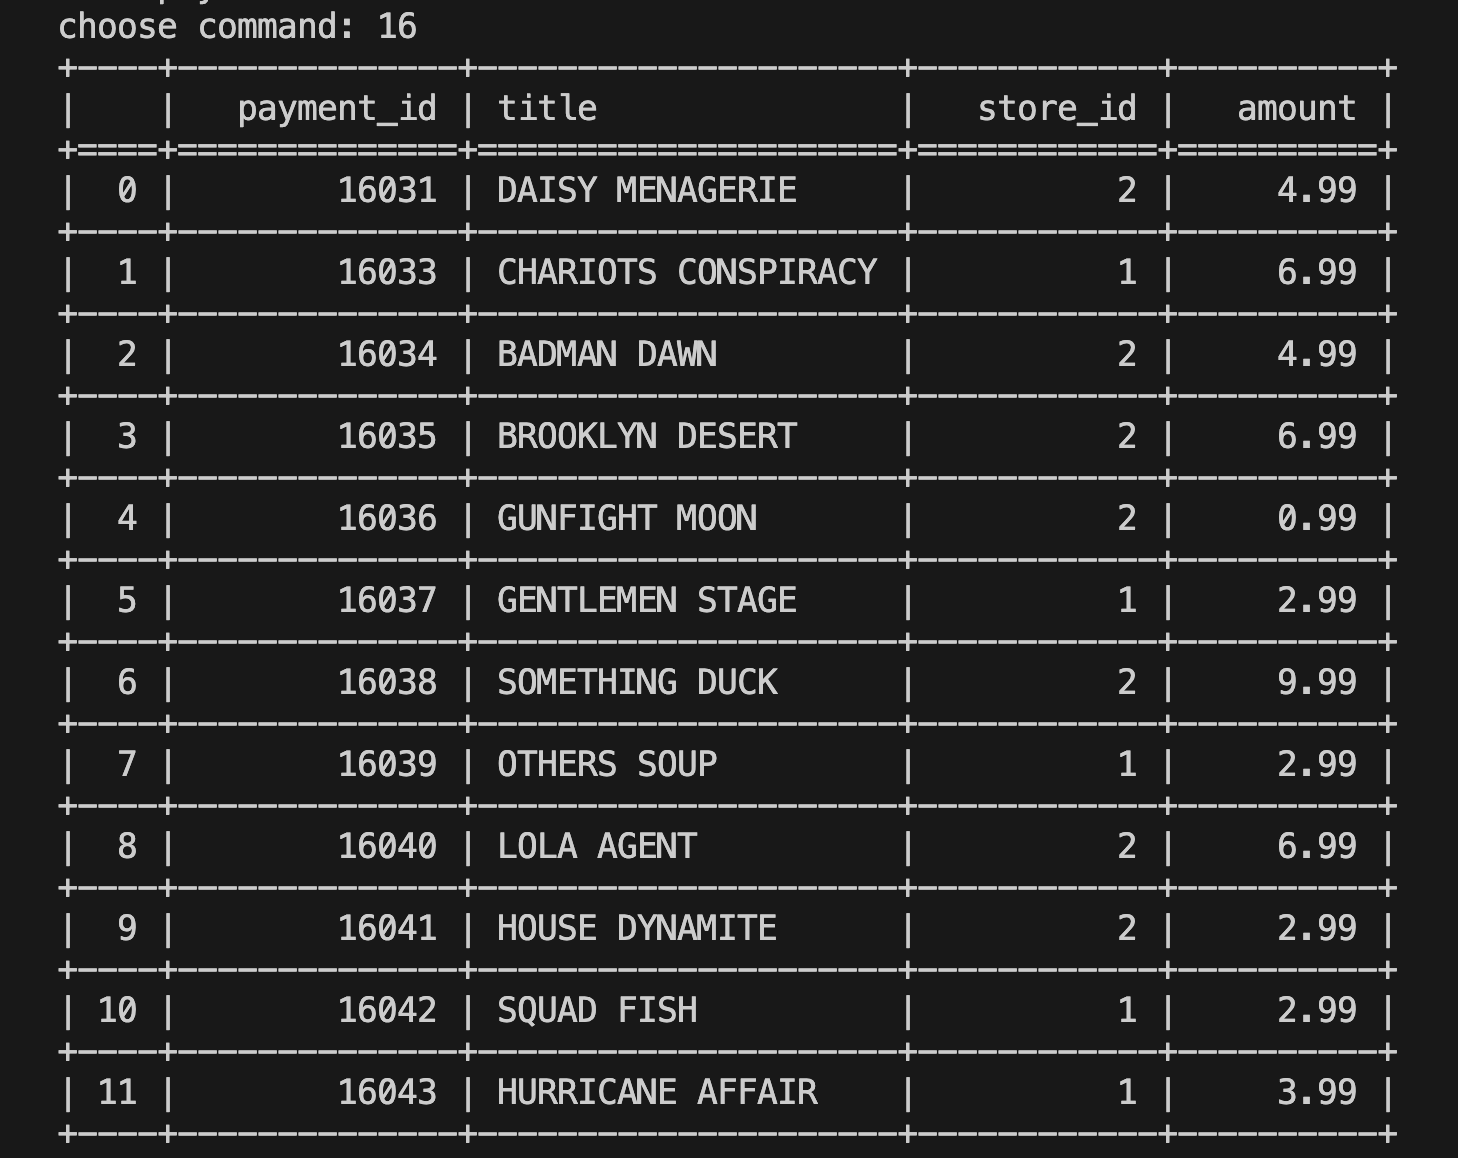 choose command: 16
+----+--------------+---------------------+------------+----------+
|    |   payment_id | title               |   store_id |   amount |
+====+==============+=====================+============+==========+
|  0 |        16031 | DAISY MENAGERIE     |          2 |     4.99 |
+----+--------------+---------------------+------------+----------+
|  1 |        16033 | CHARIOTS CONSPIRACY |          1 |     6.99 |
+----+--------------+---------------------+------------+----------+
|  2 |        16034 | BADMAN DAWN         |          2 |     4.99 |
+----+--------------+---------------------+------------+----------+
|  3 |        16035 | BROOKLYN DESERT     |          2 |     6.99 |
+----+--------------+---------------------+------------+----------+
|  4 |        16036 | GUNFIGHT MOON       |          2 |     0.99 |
+----+--------------+---------------------+------------+----------+
|  5 |        16037 | GENTLEMEN STAGE     |          1 |     2.99 |
+----+--------------+---------------------+------------+----------+
|  6 |        16038 | SOMETHING DUCK      |          2 |     9.99 |
+----+--------------+---------------------+------------+----------+
|  7 |        16039 | OTHERS SOUP         |          1 |     2.99 |
+----+--------------+---------------------+------------+----------+
|  8 |        16040 | LOLA AGENT          |          2 |     6.99 |
+----+--------------+---------------------+------------+----------+
|  9 |        16041 | HOUSE DYNAMITE      |          2 |     2.99 |
+----+--------------+---------------------+------------+----------+
| 10 |        16042 | SQUAD FISH          |          1 |     2.99 |
+----+--------------+---------------------+------------+----------+
| 11 |        16043 | HURRICANE AFFAIR    |          1 |     3.99 |
+----+--------------+---------------------+------------+----------+